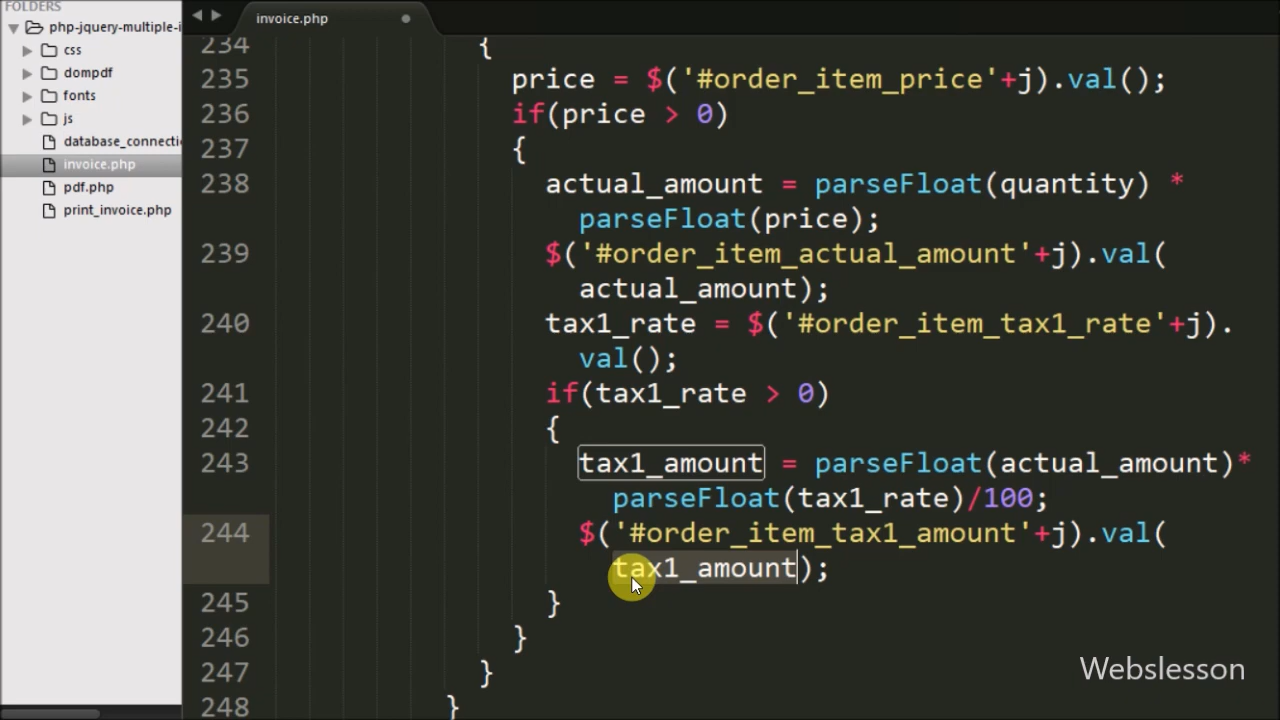 FOLDERS
php-jquery-multiple-i
css
dompdf
fonts
js
database_connecti
invoice.php
pdf.php
print_invoice.php
invoice.php
234 {
235 price = $('#order_item_price'+j).val();
236 if(price > 0)
237 {
238 actual_amount = parseFloat(quantity) *
parseFloat(price);
239 $('#order_item_actual_amount'+j).val(
actual_amount);
240 tax1_rate = $('#order_item_tax1_rate'+j).
val();
241 if(tax1_rate > 0)
242 {
243 tax1_amount = parseFloat(actual_amount)*
parseFloat(tax1_rate)/100;
244 $('#order_item_tax1_amount'+j).val(
tax1_amount);
245 }
246 }
247 }
248 }
Webslesson